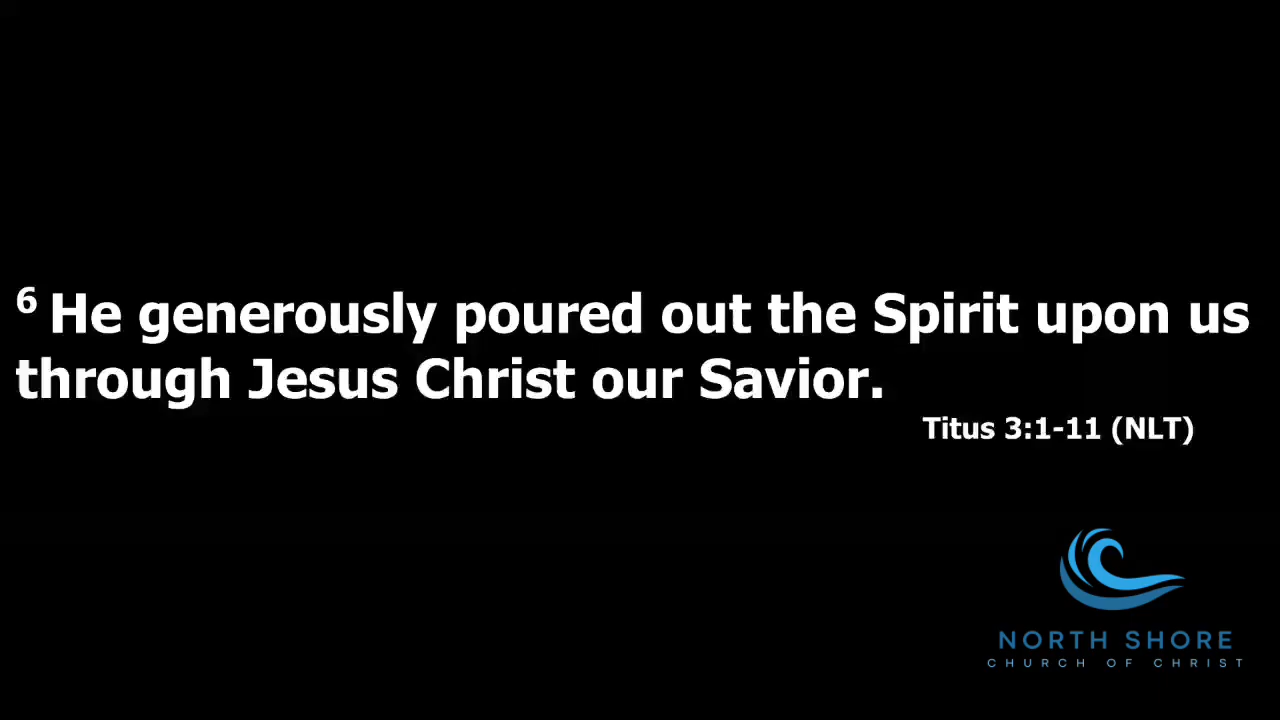 6 He generously poured out the Spirit upon us
through Jesus Christ our Savior.
Titus 3:1-11 (NLT)
NORTH SHORE
CHURCH OF CHRIST